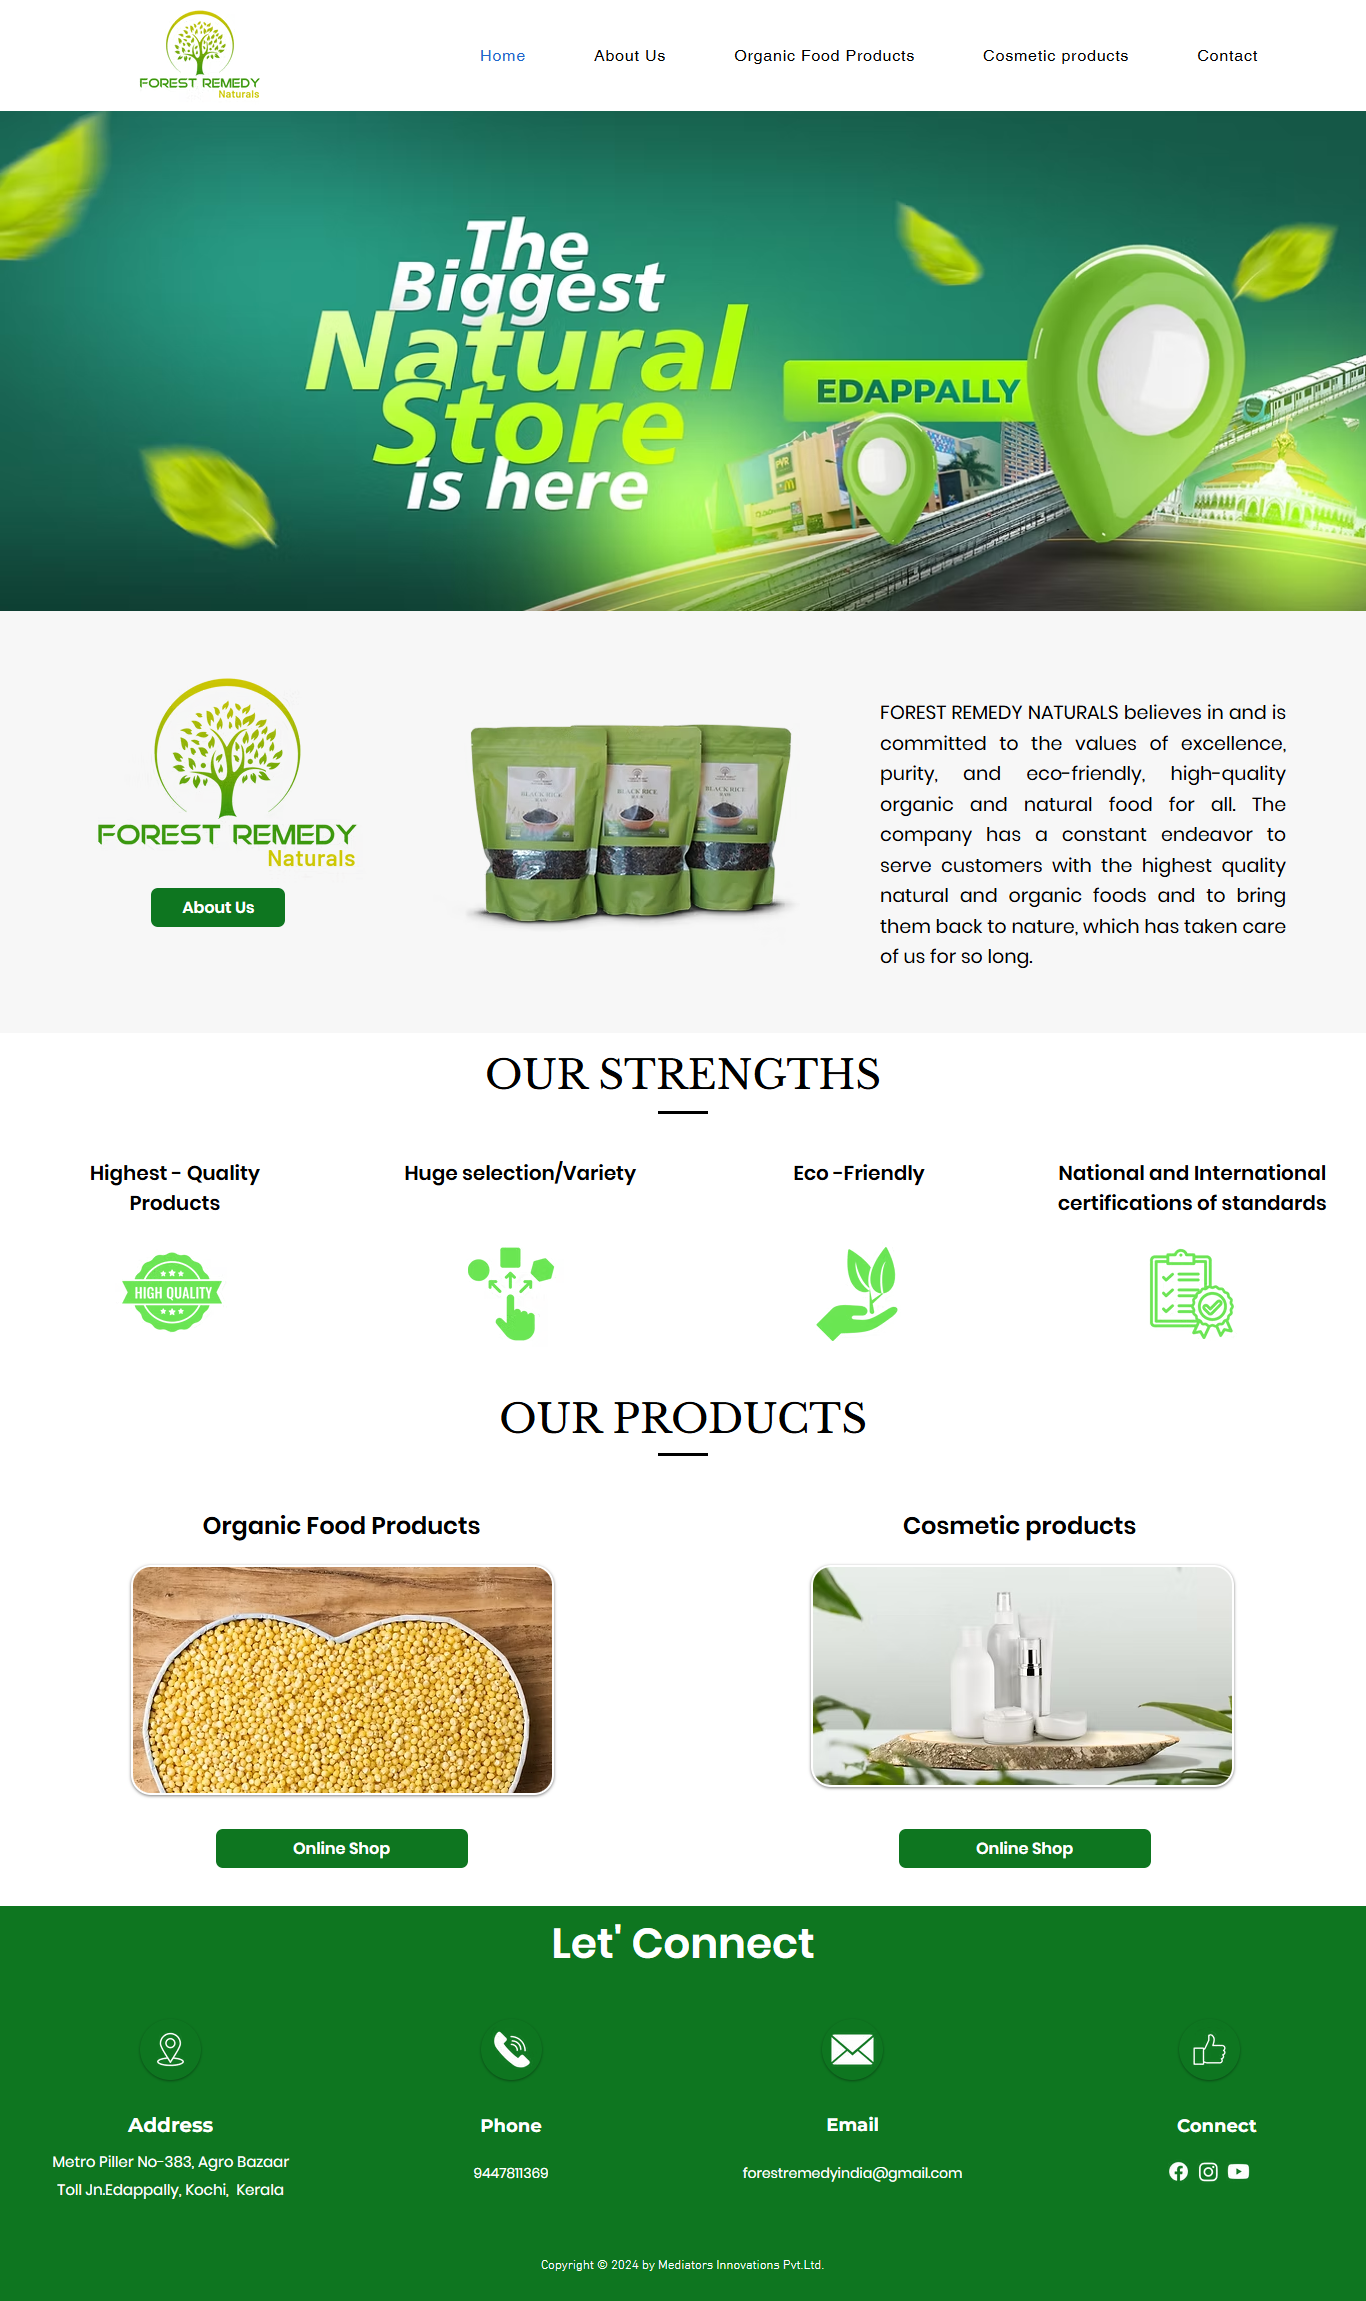 FOREST REMEDY
Naturals
Home
About Us
Organic Food Products
Cosmetic products
Contact
The
Biggest
Natural
Store
is here
EDAPPALLY
PVR
FOREST REMEDY
Naturals
About Us
BLACK RICE
BLACK RICE
BLACK RICE
FOREST REMEDY NATURALS believes in and is
committed to the values of excellence,
purity, and eco-friendly, high-quality
organic and natural food for all. The
company has a constant endeavor to
serve customers with the highest quality
natural and organic foods and to bring
them back to nature, which has taken care
of us for so long.
OUR STRENGTHS
Highest - Quality
Products
Huge selection/Variety
Eco -Friendly
National and International
certifications of standards
HIGH QUALITY
OUR PRODUCTS
Organic Food Products
Cosmetic products
Online Shop
Online Shop
Let' Connect
Address
Metro Piller No-383, Agro Bazaar
Toll Jn.Edappally, Kochi,  Kerala
Phone
9447811369
Email
forestremedyindia@gmail.com
Connect
Copyright © 2024 by Mediators Innovations Pvt.Ltd.